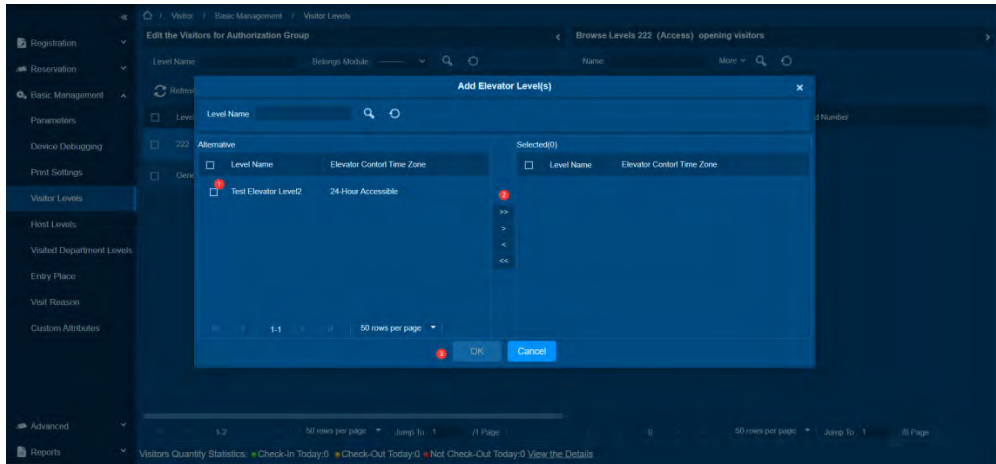 Visitor / Basic Management / Visitor Levels
Registration
Reservation
Basic Management
Parameters
Device Debugging
Print Settings
Visitor Levels
Host Levels
Visited Department Levels
Entry Place
Visit Reason
Custom Attributes
Advanced
Reports
Edit the Visitors for Authorization Group
Browse Levels 222 (Access) opening visitors
Level Name
Belongs Module
Name
More
Add Elevator Level(s)
Level Name
222
Alternative
Selected(0)
Level Name
Elevator Contorl Time Zone
Level Name
Elevator Contorl Time Zone
1
Test Elevator Level2
24-Hour Accessible
2
>>
>
<
<<
1-1
50 rows per page
3
OK
Cancel
1-2
50 rows per page
Jump To 1
/1 Page
0
50 rows per page
Jump To 1
/0 Page
Visitors Quantity Statistics: Check-In Today:0 Check-Out Today:0 Not Check-Out Today:0 View the Details